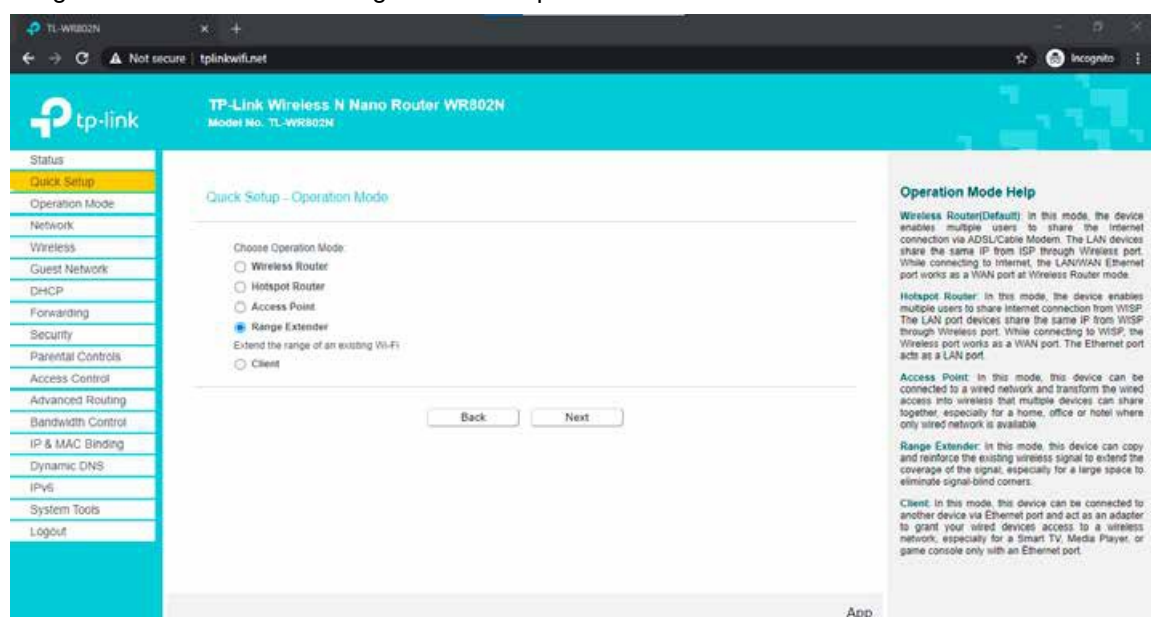 TL-WR802N
Not secure | tplinkwifi.net
Incognito
tp-link
TP-Link Wireless N Nano Router WR802N
Model No. TL-WR802N
Status
Quick Setup
Operation Mode
Network
Wireless
Guest Network
DHCP
Forwarding
Security
Parental Controls
Access Control
Advanced Routing
Bandwidth Control
IP & MAC Binding
Dynamic DNS
IPv6
System Tools
Logout
Quick Setup - Operation Mode
Choose Operation Mode:
Wireless Router
Hotspot Router
Access Point
Range Extender
Extend the range of an existing Wi-Fi
Client
Back Next
App
Operation Mode Help
Wireless Router(Default): In this mode, the device
enables multiple users to share the Internet
connection via ADSL/Cable Modem. The LAN devices
share the same IP from ISP through Wireless port.
While connecting to Internet, the LAN/WAN Ethernet
port works as a WAN port at Wireless Router mode.
Hotspot Router: In this mode, the device enables
multiple users to share Internet connection from WISP.
The LAN port devices share the same IP from WISP
through Wireless port. While connecting to WISP, the
Wireless port works as a WAN port. The Ethernet port
acts as a LAN port.
Access Point: In this mode, this device can be
connected to a wired network and transform the wired
access into wireless that multiple devices can share
together, especially for a home, office or hotel where
only wired network is available.
Range Extender: In this mode, this device can copy
and reinforce the existing wireless signal to extend the
coverage of the signal, especially for a large space to
eliminate signal-blind corners.
Client: In this mode, this device can be connected to
another device via Ethernet port and act as an adapter
to grant your wired devices access to a wireless
network, especially for a Smart TV, Media Player, or
game console only with an Ethernet port.